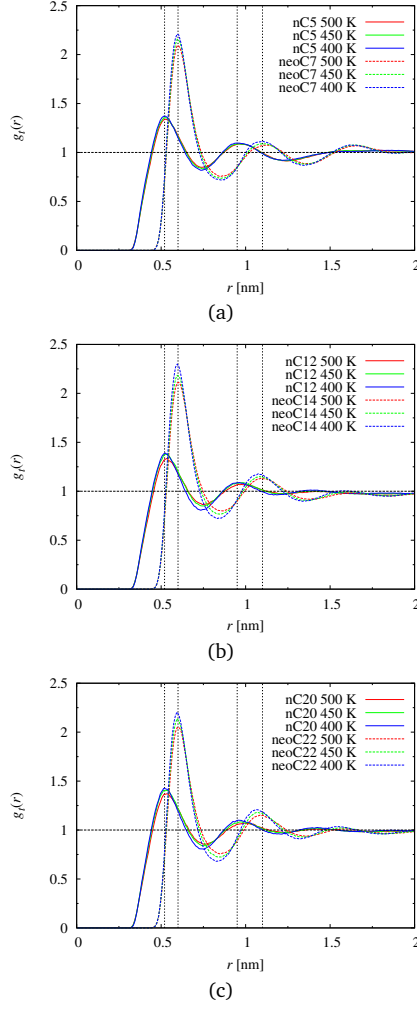 nC5 500 K
nC5 450 K
nC5 400 K
neoC7 500 K
neoC7 450 K
neoC7 400 K
2.5
2
1.5
1
0.5
0
g_t(r)
0 0.5 1 1.5 2
r [nm]
(a)
nC12 500 K
nC12 450 K
nC12 400 K
neoC14 500 K
neoC14 450 K
neoC14 400 K
2.5
2
1.5
1
0.5
0
g_t(r)
0 0.5 1 1.5 2
r [nm]
(b)
nC20 500 K
nC20 450 K
nC20 400 K
neoC22 500 K
neoC22 450 K
neoC22 400 K
2.5
2
1.5
1
0.5
0
g_t(r)
0 0.5 1 1.5 2
r [nm]
(c)